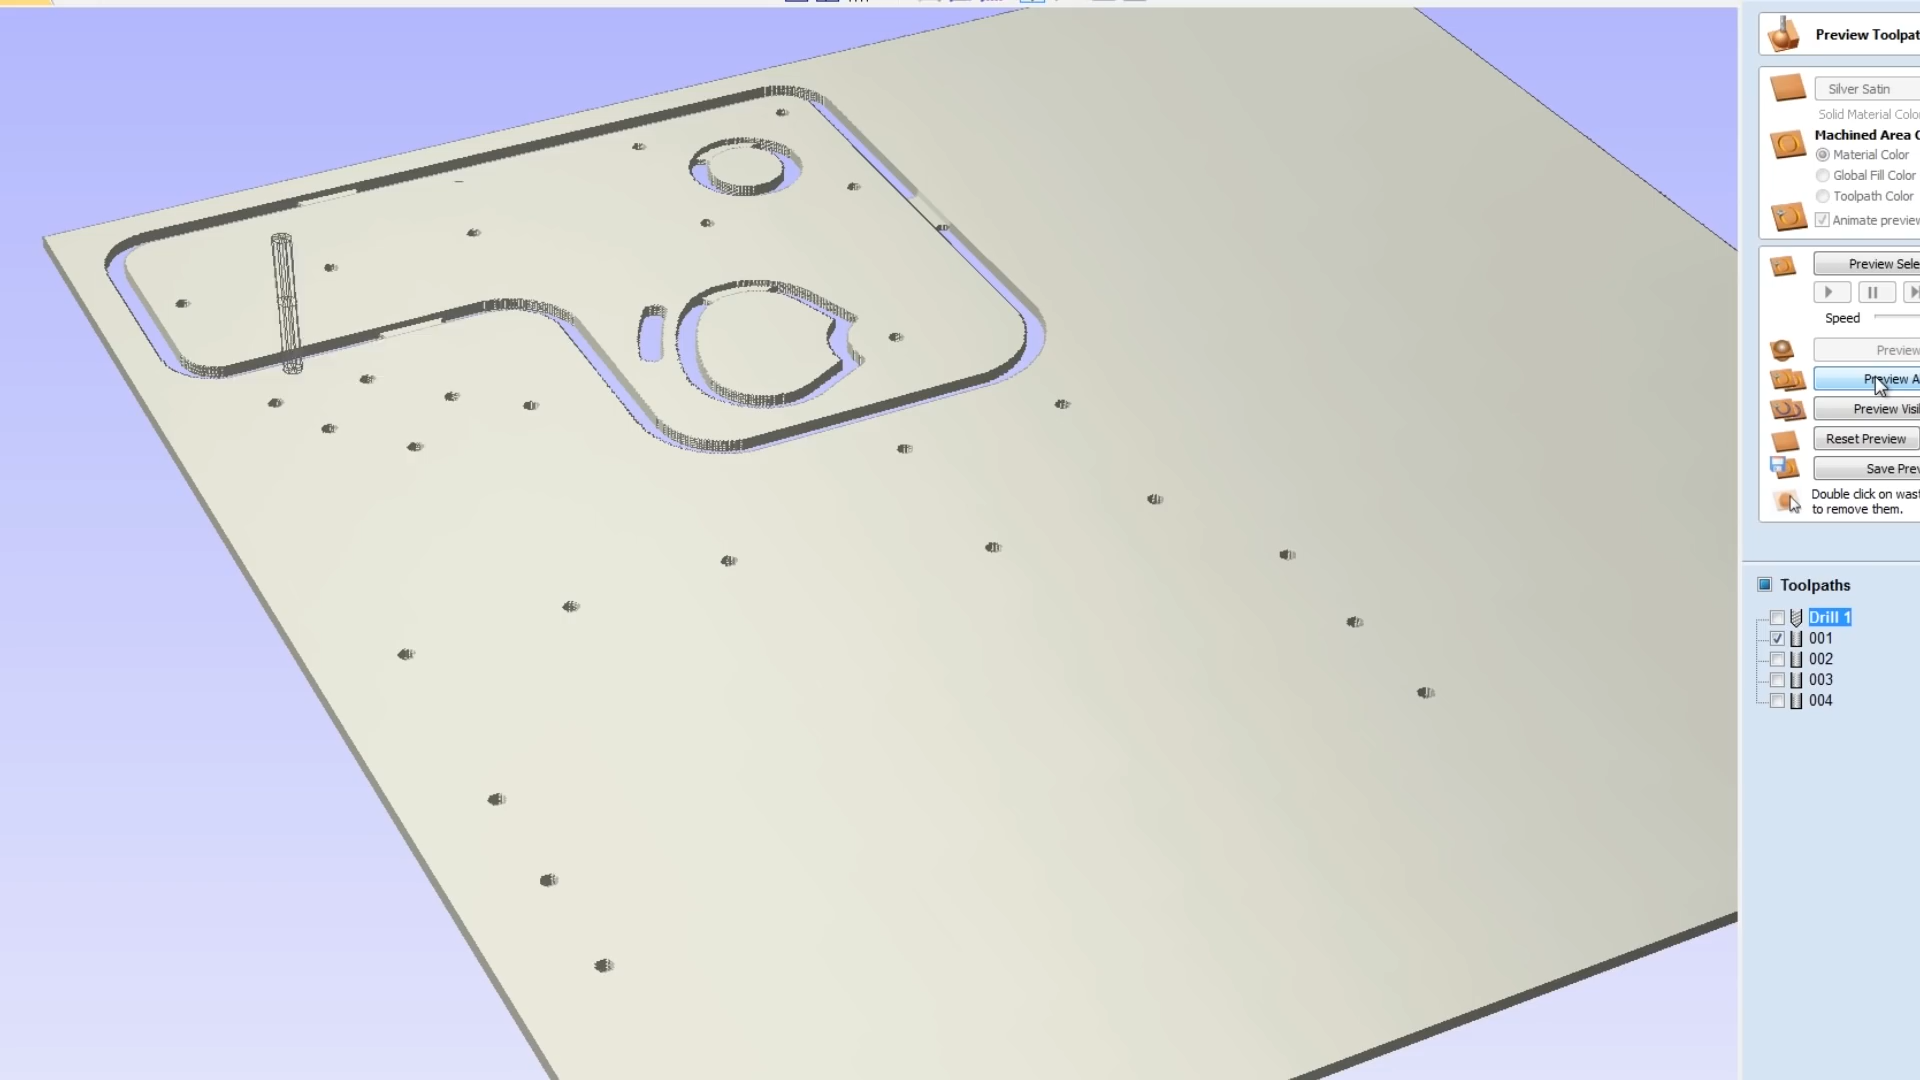 Preview Toolpat
Silver Satin
Solid Material Colo
Machined Area C
Material Color
Global Fill Color
Toolpath Color
Animate preview
Preview Sele
Speed
Preview
Preview A
Preview Visi
Reset Preview
Save Prev
Double click on wast
to remove them.
Toolpaths
Drill 1
001
002
003
004